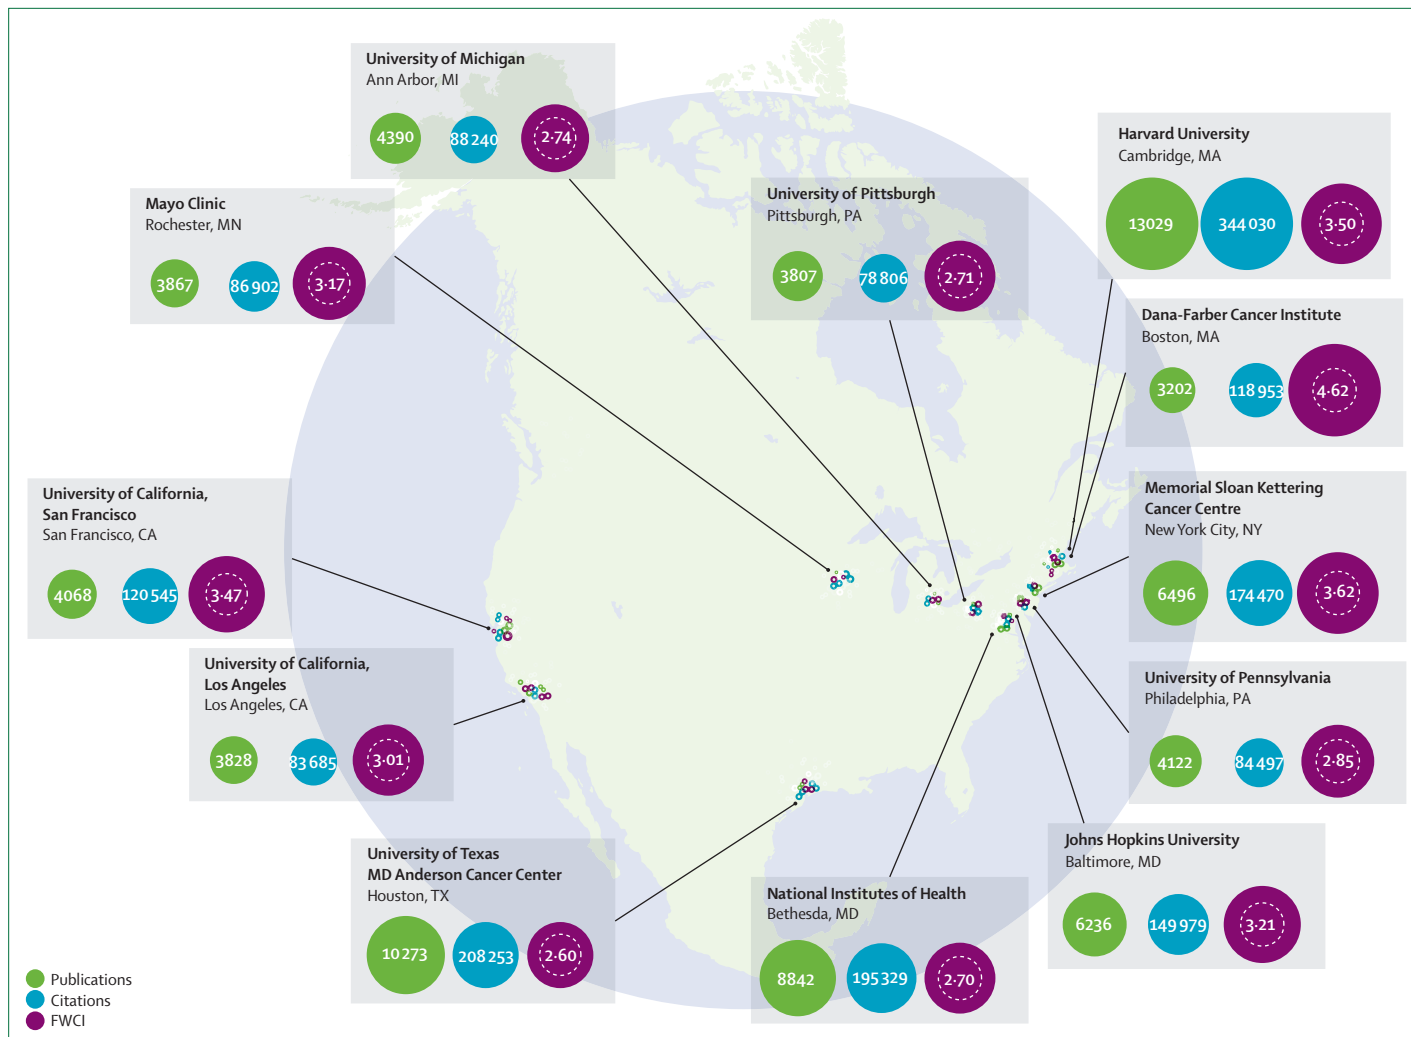 University of Michigan
Ann Arbor, MI
4390 88 240 2·74
Harvard University
Cambridge, MA
13029 344 030 3·50
Mayo Clinic
Rochester, MN
3867 86 902 3·17
University of Pittsburgh
Pittsburgh, PA
3807 78 806 2·71
Dana-Farber Cancer Institute
Boston, MA
3202 118 953 4·62
University of California,
San Francisco
San Francisco, CA
4068 120 545 3·47
Memorial Sloan Kettering
Cancer Centre
New York City, NY
6496 174 470 3·62
University of California,
Los Angeles
Los Angeles, CA
3828 83 685 3·01
University of Pennsylvania
Philadelphia, PA
4122 84 497 2·85
University of Texas
MD Anderson Cancer Center
Houston, TX
10 273 208 253 2·60
National Institutes of Health
Bethesda, MD
8842 195 329 2·70
Johns Hopkins University
Baltimore, MD
6236 149 979 3·21
Publications
Citations
FWCI